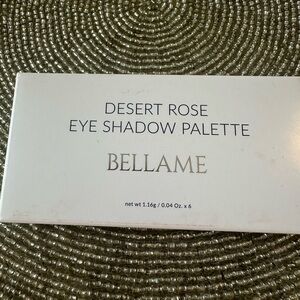 DESERT ROSE
EYE SHADOW PALETTE
BELLAME
net wt 1.16g / 0.04 Oz. x 6